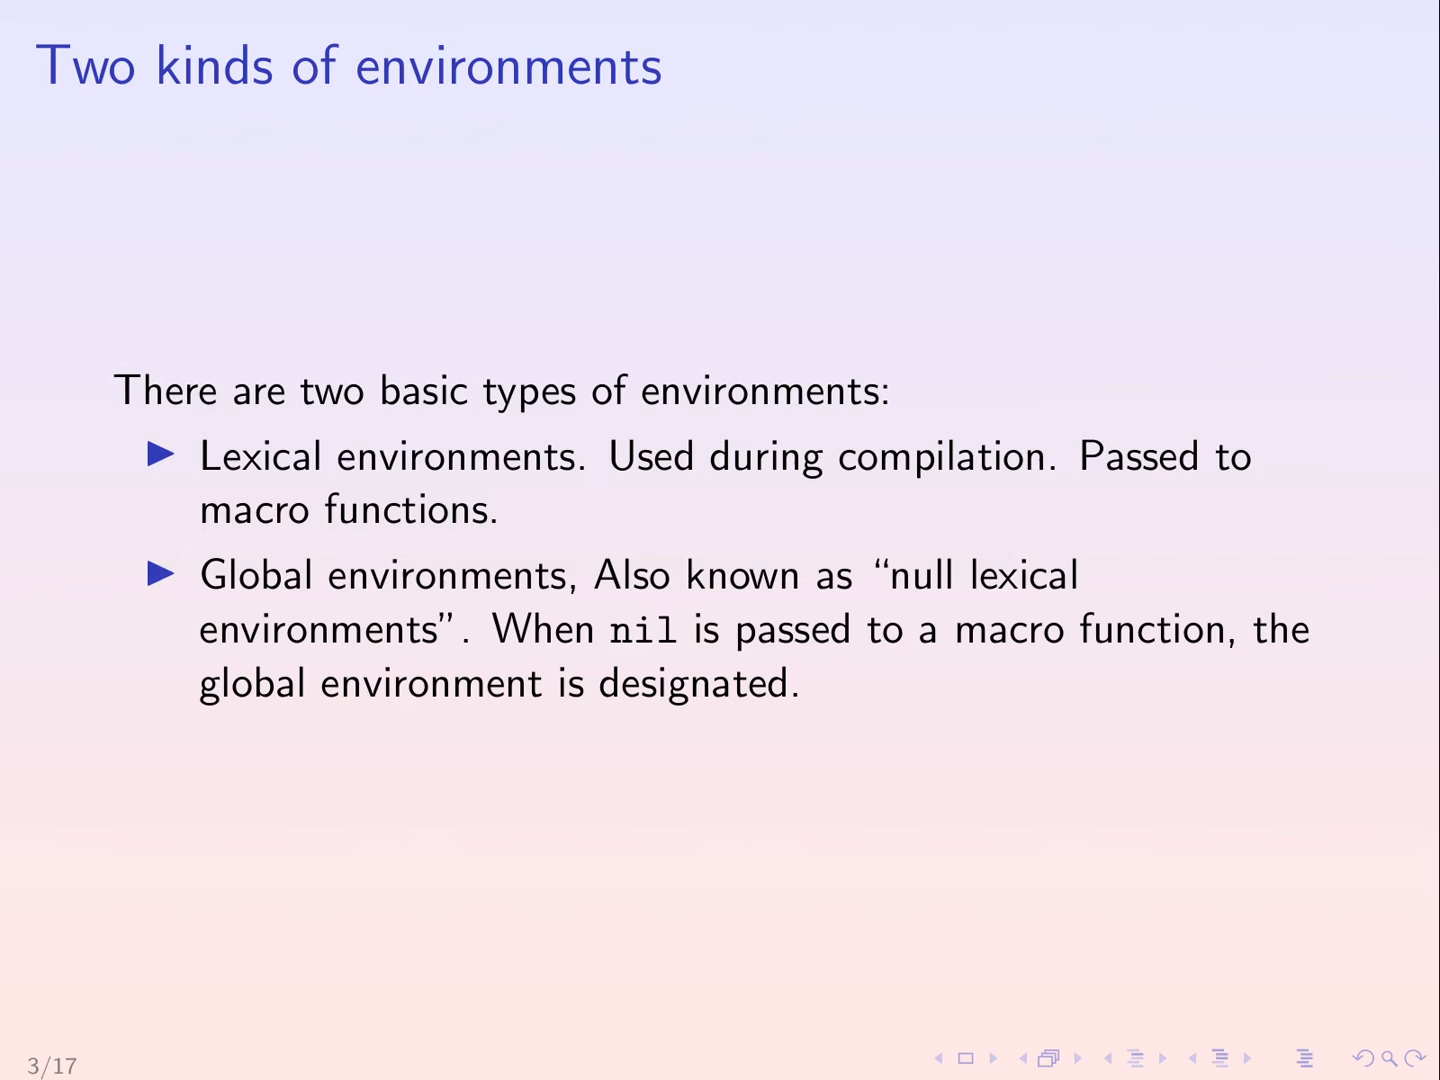 Two kinds of environments
There are two basic types of environments:
Lexical environments. Used during compilation. Passed to
macro functions.
Global environments, Also known as “null lexical
environments”. When nil is passed to a macro function, the
global environment is designated.
3/17